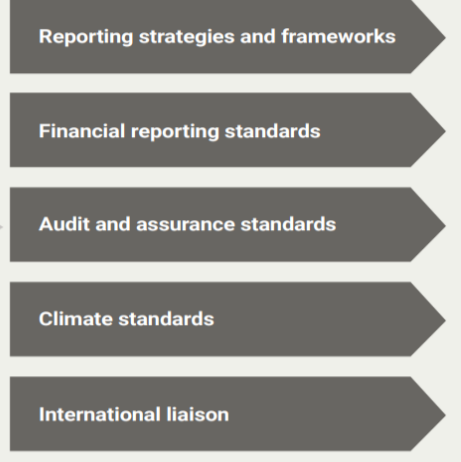 Reporting strategies and frameworks
Financial reporting standards
Audit and assurance standards
Climate standards
International liaison